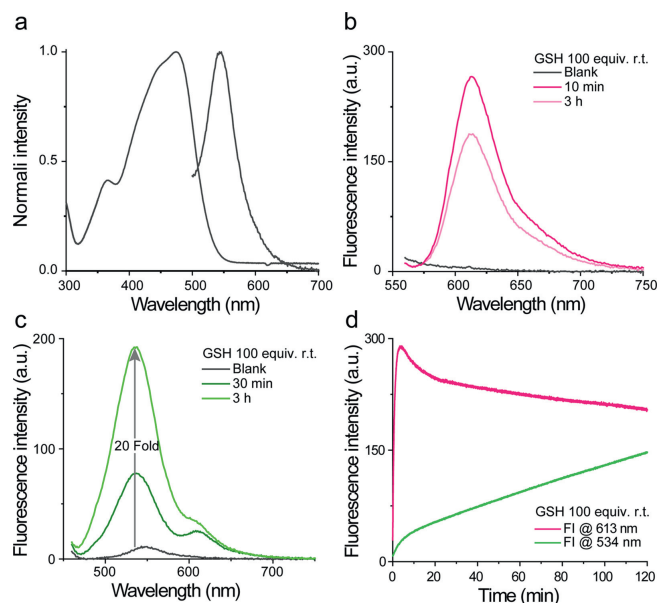 a
1.0
0.5
0.0
300 400 500 600 700
Normali intensity
Wavelength (nm)
b
300
150
0
550 600 650 700 750
Fluorescence intensity (a.u.)
Wavelength (nm)
GSH 100 equiv. r.t.
Blank
10 min
3 h
c
200
100
0
500 600 700
Fluorescence intensity (a.u.)
Wavelength (nm)
GSH 100 equiv. r.t.
Blank
30 min
3 h
20 Fold
d
300
150
0
0 20 40 60 80 100 120
Fluorescence intensity (a.u.)
Time (min)
GSH 100 equiv. r.t.
FI @ 613 nm
FI @ 534 nm